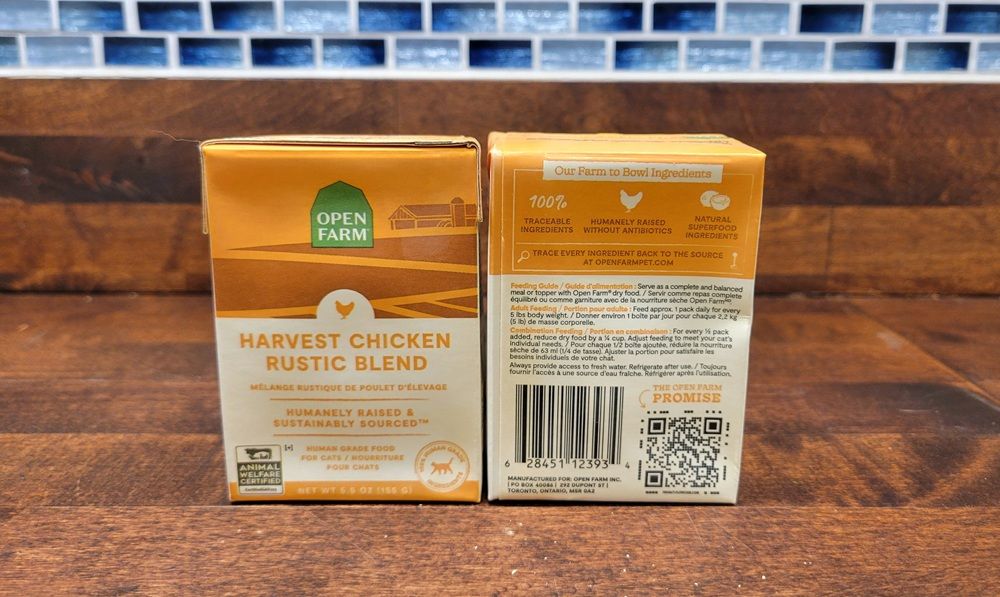 OPEN
FARM
HARVEST CHICKEN
RUSTIC BLEND
MÉLANGE RUSTIQUE DE POULET D'ÉLEVAGE
HUMANELY RAISED &
SUSTAINABLY SOURCED™
HUMAN GRADE FOOD
FOR CATS / NOURRITURE
POUR CHATS
ANIMAL
WELFARE
CERTIFIED
100% HUMAN GRADE
NET WT 5.5 OZ (156 G)
Our Farm to Bowl Ingredients
100%
TRACEABLE
INGREDIENTS
HUMANELY RAISED
WITHOUT ANTIBIOTICS
NATURAL
SUPERFOOD
INGREDIENTS
TRACE EVERY INGREDIENT BACK TO THE SOURCE
AT OPENFARMPET.COM
Feeding Guide / Guide d'alimentation : Serve as a complete and balanced
meal or topper with Open Farm® dry food. / Servir comme repas complete
équilibré ou comme garniture avec de la nourriture sèche Open Farm
Adult Feeding / Portion pour adulte : Feed approx. 1 pack daily for every
5 lbs body weight. / Donner environ 1 boîte par jour pour chaque 2,2 kg
(5 lb) de masse corporelle.
Combination Feeding / Portion en combinaison : For every ½ pack
added, reduce dry food by a ¼ cup. Adjust feeding to meet your cat's
individual needs. / Pour chaque 1/2 boîte ajoutée, réduire la nourriture
sèche de 63 ml (1/4 de tasse). Ajuster la portion pour satisfaire les
besoins individuels de votre chat.
Always provide access to fresh water. Refrigerate after use. / Toujours
fournir l'accès à une source d'eau fraîche. Réfrigérer après l'utilisation.
THE OPEN FARM
PROMISE
6 28451 12393 4
MANUFACTURED FOR: OPEN FARM INC.
| PO BOX 40086 | 292 DUPONT ST |
TORONTO, ONTARIO, M5R 0A2